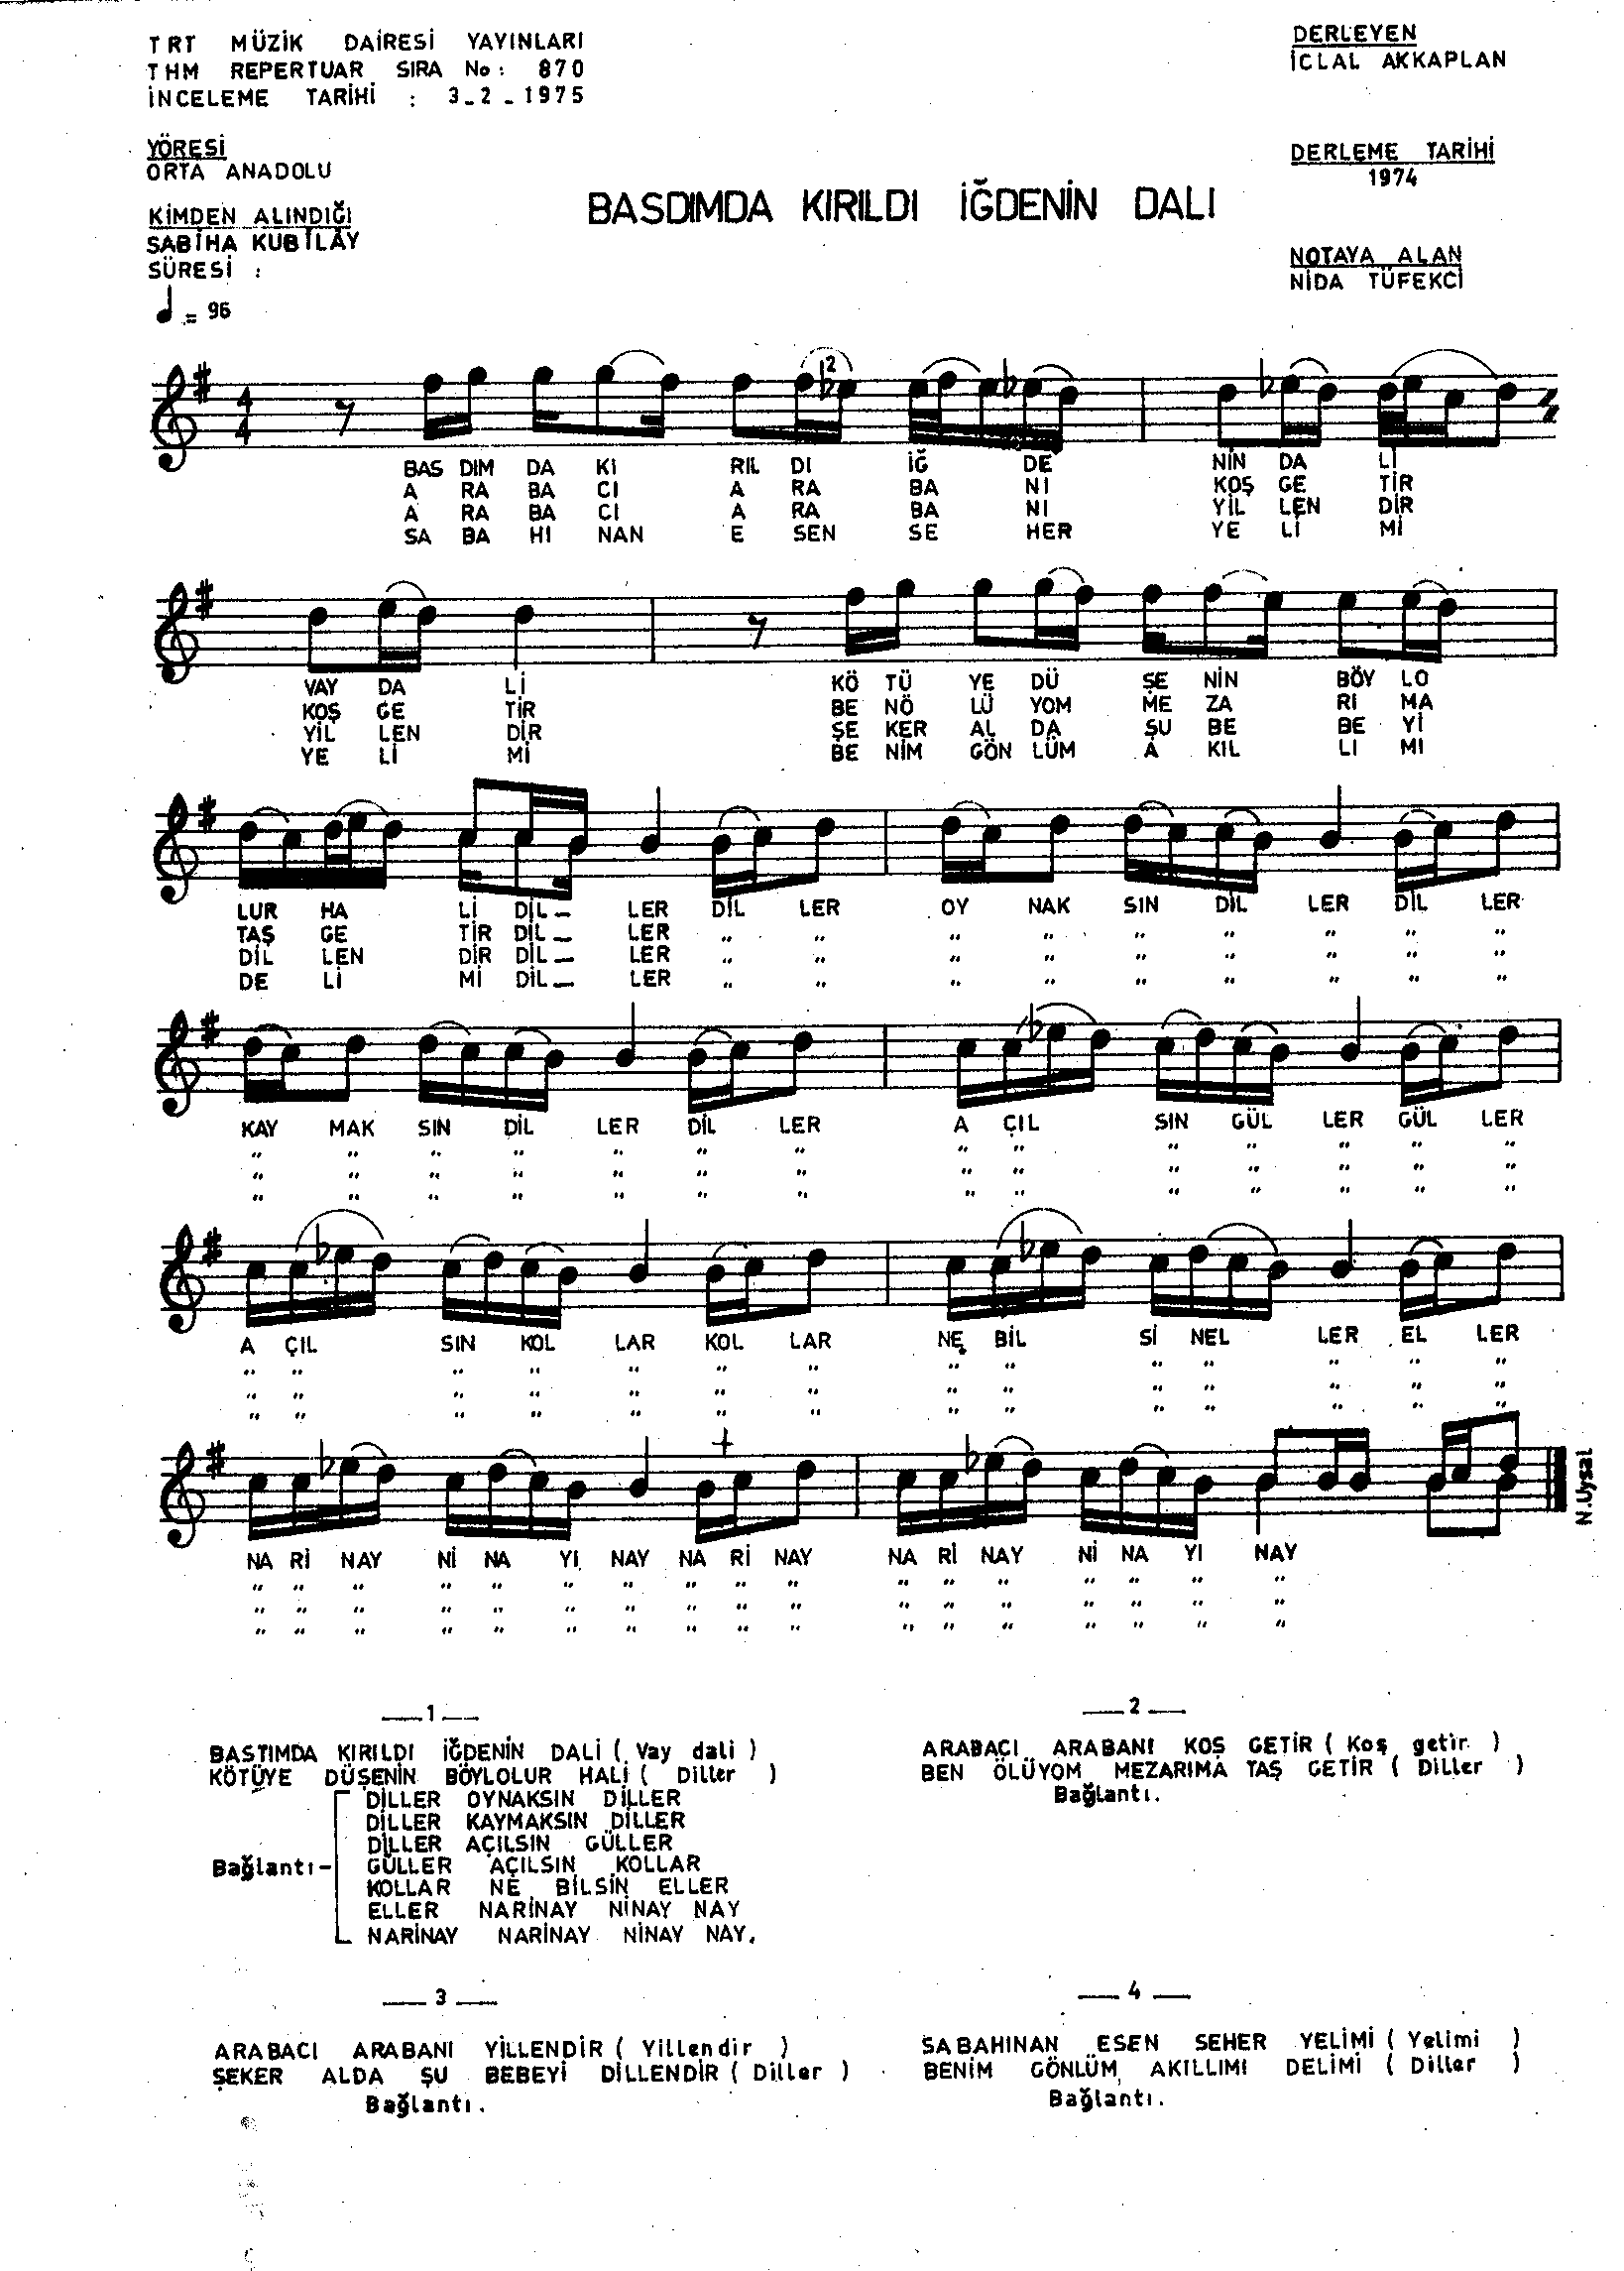 TRT MÜZİK DAİRESİ YAYINLARI
THM REPERTUAR SIRA No: 870
İNCELEME TARİHİ : 3_2_1975
DERLEYEN
İCLAL AKKAPLAN
YÖRESİ
ORTA ANADOLU
DERLEME TARİHİ
1974
KİMDEN ALINDIĞI
SABİHA KUBİLAY
SÜRESİ :
BASDIMDA KIRILDI İĞDENİN DALI
NOTAYA ALAN
NİDA TÜFEKCİ
= 96
4
4
2
BAS DIM DA KI RIL DI İĞ DE NİN DA Lİ
A RA BA CI A RA BA NI KOŞ GE TİR
A RA BA CI A RA BA NI YİL LEN DİR
SA BA HI NAN E SEN SE HER YE Lİ Mİ
VAY DA Lİ KÖ TÜ YE DÜ ŞE NİN BÖY LO
KOŞ GE TİR BE NÖ LÜ YOM ME ZA RI MA
YİL LEN DİR ŞE KER AL DA ŞU BE BE Yİ
YE Lİ Mİ BE NİM GÖN LÜM A KIL LI MI
LUR HA Lİ DİL_ LER DİL LER OY NAK SIN DİL LER DİL LER
TAŞ GE TİR DİL_ LER " " " " " " " " "
DİL LEN DİR DİL_ LER " " " " " " " " "
DE Lİ Mİ DİL_ LER " " " " " " " " "
KAY MAK SIN DİL LER DİL LER A ÇIL SIN GÜL LER GÜL LER
" " " " " " " " " " " " " "
" " " " " " " " " " " " " "
" " " " " " " " " " " " " "
A ÇIL SIN KOL LAR KOL LAR NE BİL Sİ NEL LER EL LER
" " " " " " " " " " " " " "
" " " " " " " " " " " " " "
" " " " " " " " " " " " " "
NA Rİ NAY Nİ NA YI NAY NA Rİ NAY NA Rİ NAY Nİ NA YI NAY
" " " " " " " " " " " " " " " " "
" " " " " " " " " " " " " " " " "
" " " " " " " " " " " " " " " " "
N.Uysal
__1__
BASTIMDA KIRILDI İĞDENİN DALİ ( Vay dali )
KÖTÜYE DÜŞENİN BÖYLOLUR HALİ ( Diller )
DİLLER OYNAKSIN DİLLER
DİLLER KAYMAKSIN DİLLER
DİLLER AÇILSIN GÜLLER
Bağlantı- GÜLLER AÇILSIN KOLLAR
KOLLAR NE BİLSİN ELLER
ELLER NARİNAY NİNAY NAY
NARİNAY NARİNAY NİNAY NAY.
__2__
ARABACI ARABANI KOŞ GETİR ( Koş getir )
BEN ÖLÜYOM MEZARIMA TAŞ GETİR ( Diller )
Bağlantı.
__3__
ARABACI ARABANI YİLLENDİR ( Yillendir )
ŞEKER ALDA ŞU BEBEYİ DİLLENDİR ( Diller )
Bağlantı.
__4__
SABAHINAN ESEN SEHER YELİMİ ( Yelimi )
BENİM GÖNLÜM AKILLIMI DELİMİ ( Diller )
Bağlantı.